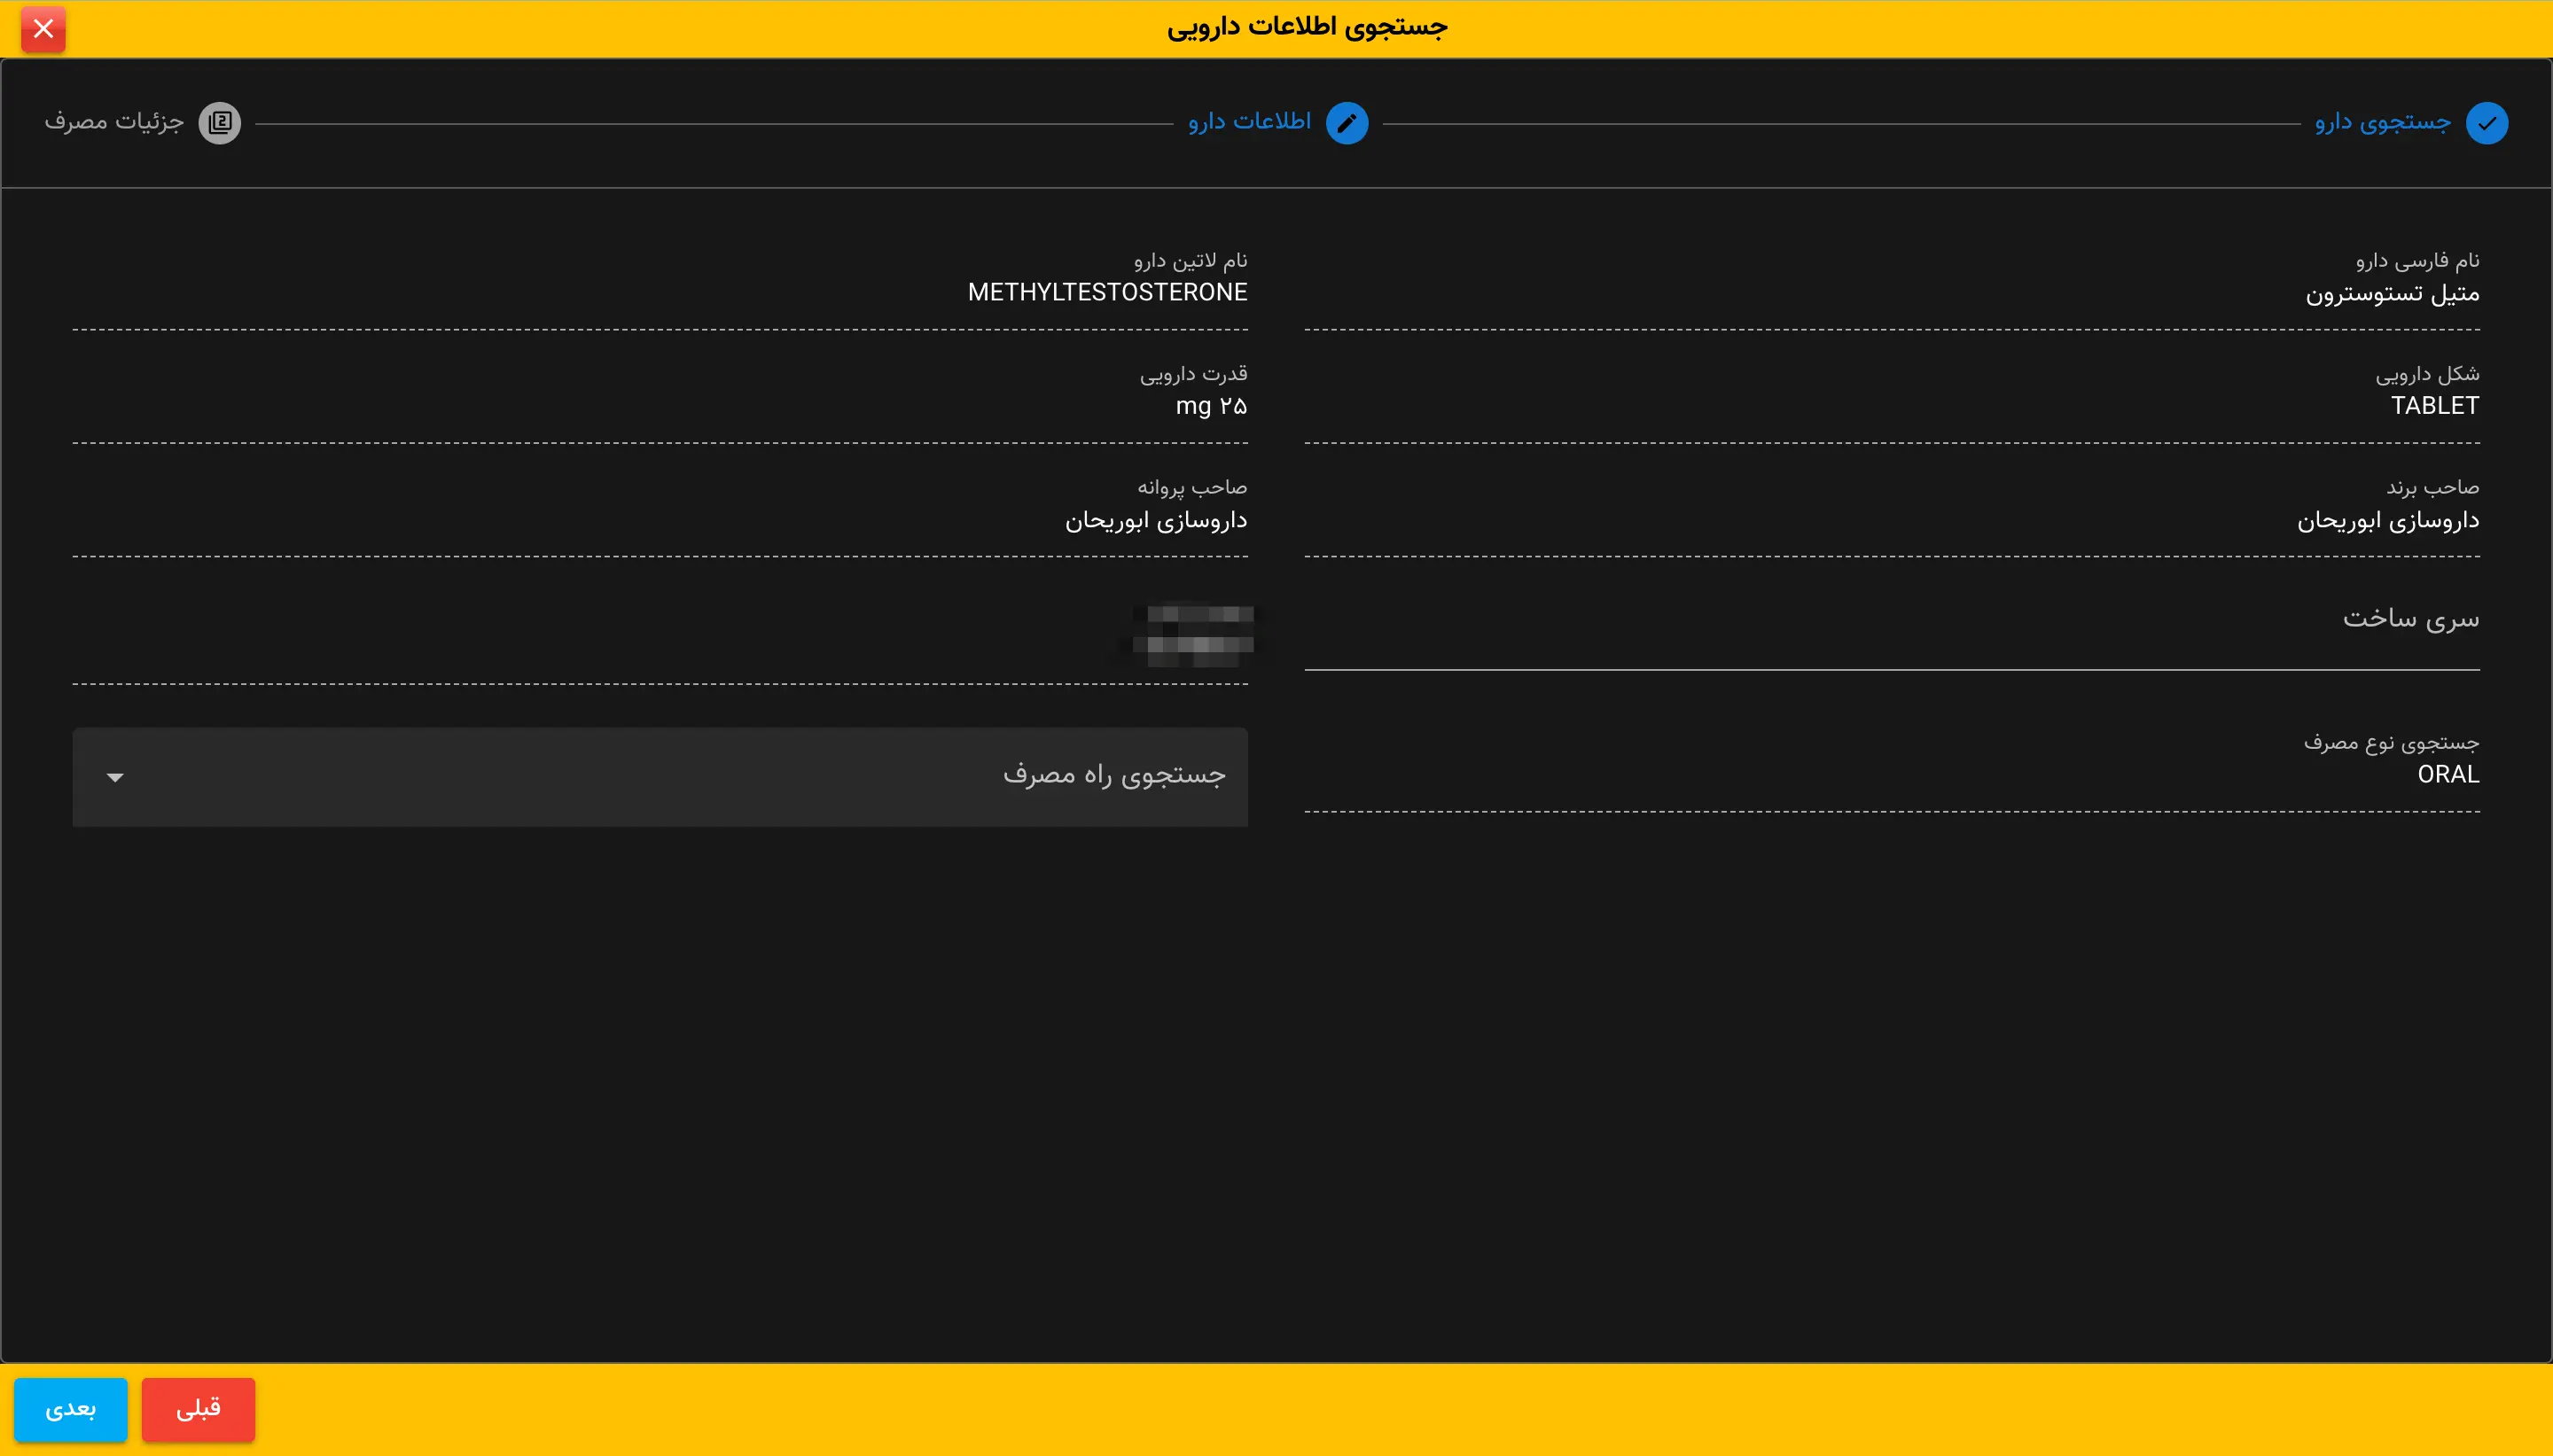 جستجوی اطلاعات دارویی
جستجوی دارو
اطلاعات دارو
جزئیات مصرف
نام فارسی دارو
متیل تستوسترون
نام لاتین دارو
METHYLTESTOSTERONE
شکل دارویی
TABLET
قدرت دارویی
۲۵ mg
صاحب برند
داروسازی ابوریحان
صاحب پروانه
داروسازی ابوریحان
سری ساخت
جستجوی نوع مصرف
ORAL
جستجوی راه مصرف
قبلی
بعدی